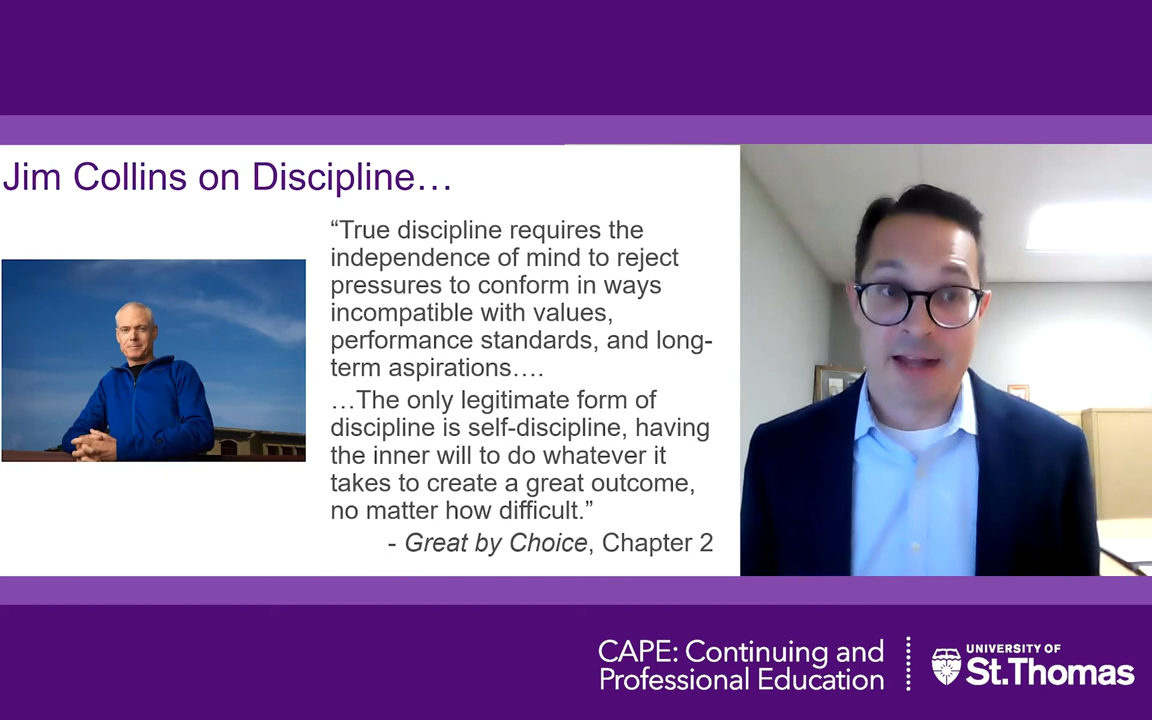 Jim Collins on Discipline…
“True discipline requires the
independence of mind to reject
pressures to conform in ways
incompatible with values,
performance standards, and long-
term aspirations….
…The only legitimate form of
discipline is self-discipline, having
the inner will to do whatever it
takes to create a great outcome,
no matter how difficult.”
- Great by Choice, Chapter 2
CAPE: Continuing and
Professional Education
UNIVERSITY OF
St.Thomas